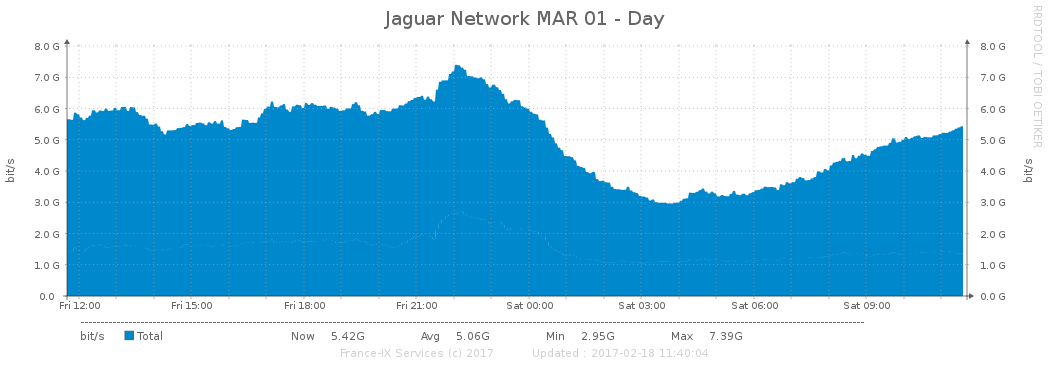 Jaguar Network MAR 01 - Day
RRDTOOL / TOBI OETIKER
8.0 G 8.0 G
7.0 G 7.0 G
6.0 G 6.0 G
5.0 G 5.0 G
4.0 G 4.0 G
3.0 G 3.0 G
2.0 G 2.0 G
1.0 G 1.0 G
0.0 0.0 G
bit/s bit/s
Fri 12:00 Fri 15:00 Fri 18:00 Fri 21:00 Sat 00:00 Sat 03:00 Sat 06:00 Sat 09:00
bit/s Total Now 5.42G Avg 5.06G Min 2.95G Max 7.39G
France-IX Services (c) 2017 Updated : 2017-02-18 11:40:04